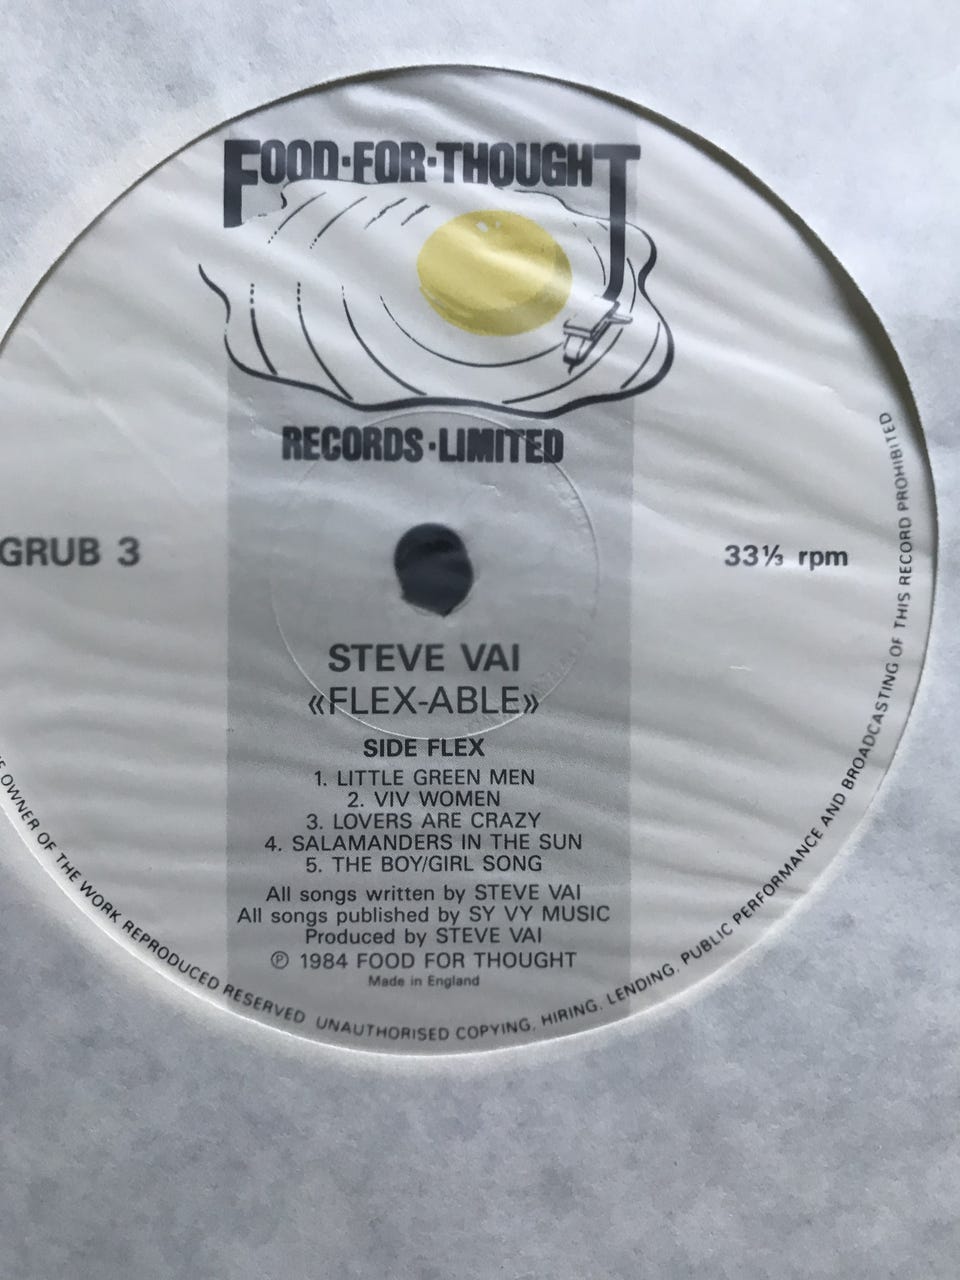 FOOD·FOR·THOUGHT
RECORDS·LIMITED
GRUB 3
33⅓ rpm
STEVE VAI
«FLEX-ABLE»
SIDE FLEX
1. LITTLE GREEN MEN
2. VIV WOMEN
3. LOVERS ARE CRAZY
4. SALAMANDERS IN THE SUN
5. THE BOY/GIRL SONG
All songs written by STEVE VAI
All songs published by SY VY MUSIC
Produced by STEVE VAI
℗ 1984 FOOD FOR THOUGHT
Made in England
OWNER OF THE WORK REPRODUCED RESERVED UNAUTHORISED COPYING, HIRING, LENDING, PUBLIC PERFORMANCE AND BROADCASTING OF THIS RECORD PROHIBITED